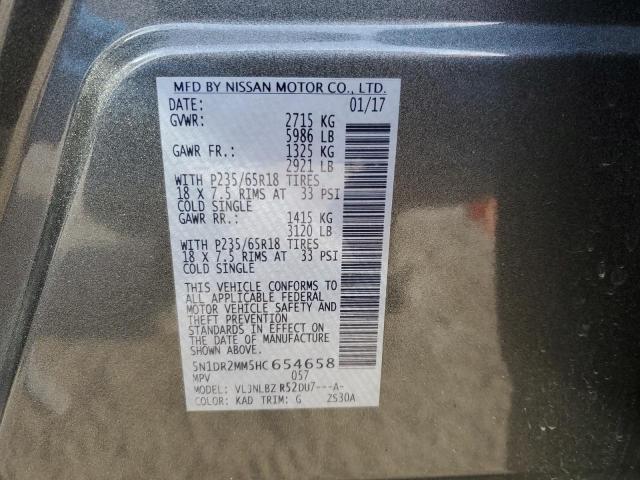 MFD BY NISSAN MOTOR CO., LTD.
DATE: 01/17
GVWR: 2715 KG
5986 LB
GAWR FR.: 1325 KG
2921 LB
WITH P235/65R18 TIRES
18 X 7.5 RIMS AT 33 PSI
COLD SINGLE
GAWR RR.: 1415 KG
3120 LB
WITH P235/65R18 TIRES
18 X 7.5 RIMS AT 33 PSI
COLD SINGLE
THIS VEHICLE CONFORMS TO
ALL APPLICABLE FEDERAL
MOTOR VEHICLE SAFETY AND
THEFT PREVENTION
STANDARDS IN EFFECT ON
THE DATE OF MANUFACTURE
SHOWN ABOVE.
5N1DR2MM5HC654658
MPV 057
MODEL: VLJNLBZ R52DU7---A-
COLOR: KAD TRIM: G ZS30A